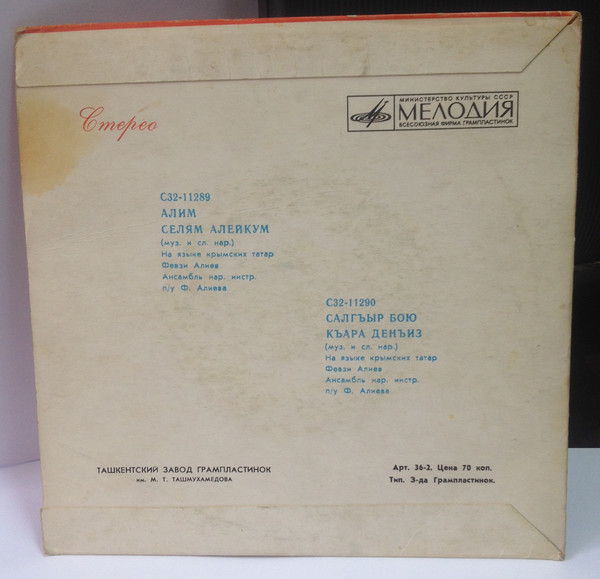 Стерео
МИНИСТЕРСТВО КУЛЬТУРЫ СССР
МЕЛОДИЯ
ВСЕСОЮЗНАЯ ФИРМА ГРАМПЛАСТИНОК
С32-11289
АЛИМ
СЕЛЯМ АЛЕЙКУМ
(муз. и сл. нар.)
На языке крымских татар
Февзи Алиев
Ансамбль нар. инстр.
п/у Ф. Алиева
С32-11290
САЛГЪЫР БОЮ
КЪАРА ДЕНЪИЗ
(муз. и сл. нар.)
На языке крымских татар
Февзи Алиев
Ансамбль нар. инстр.
п/у Ф. Алиева
ТАШКЕНТСКИЙ ЗАВОД ГРАМПЛАСТИНОК
им. М. Т. ТАШМУХАМЕДОВА
Арт. 36-2. Цена 70 коп.
Тип. З-да Грампластинок.